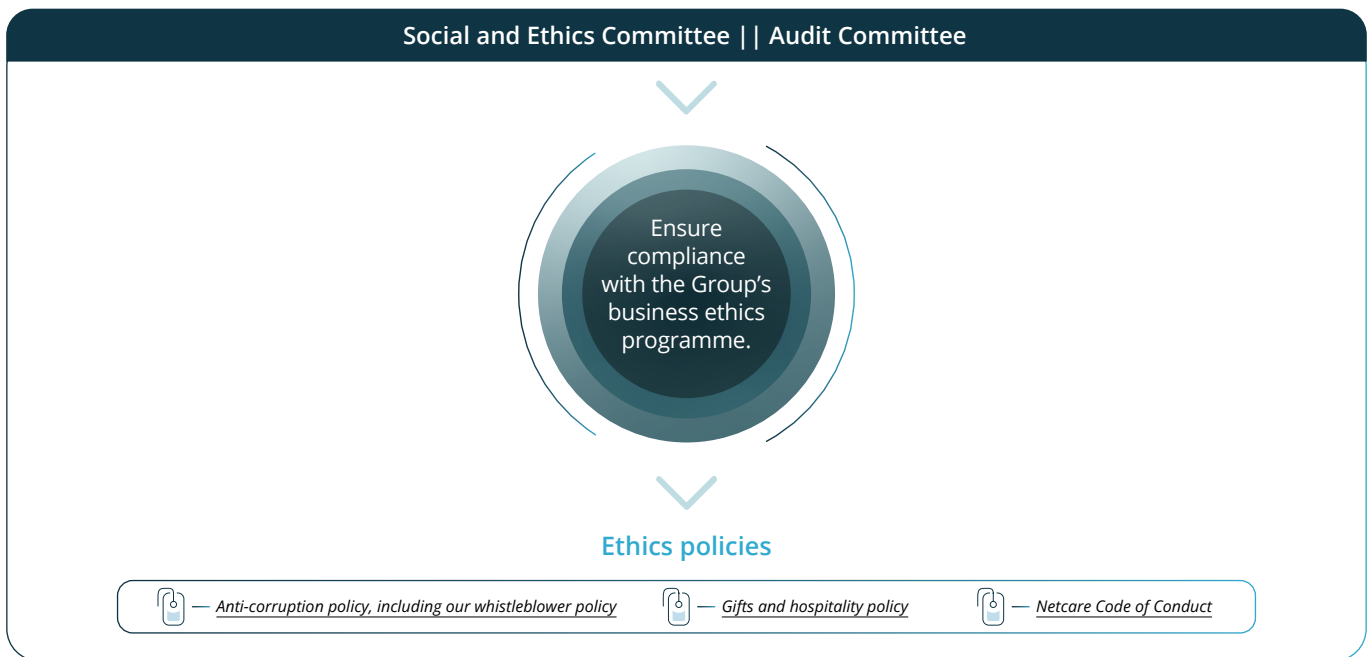 Social and Ethics Committee || Audit Committee
Ensure
compliance
with the Group’s
business ethics
programme.
Ethics policies
Anti-corruption policy, including our whistleblower policy
Gifts and hospitality policy
Netcare Code of Conduct